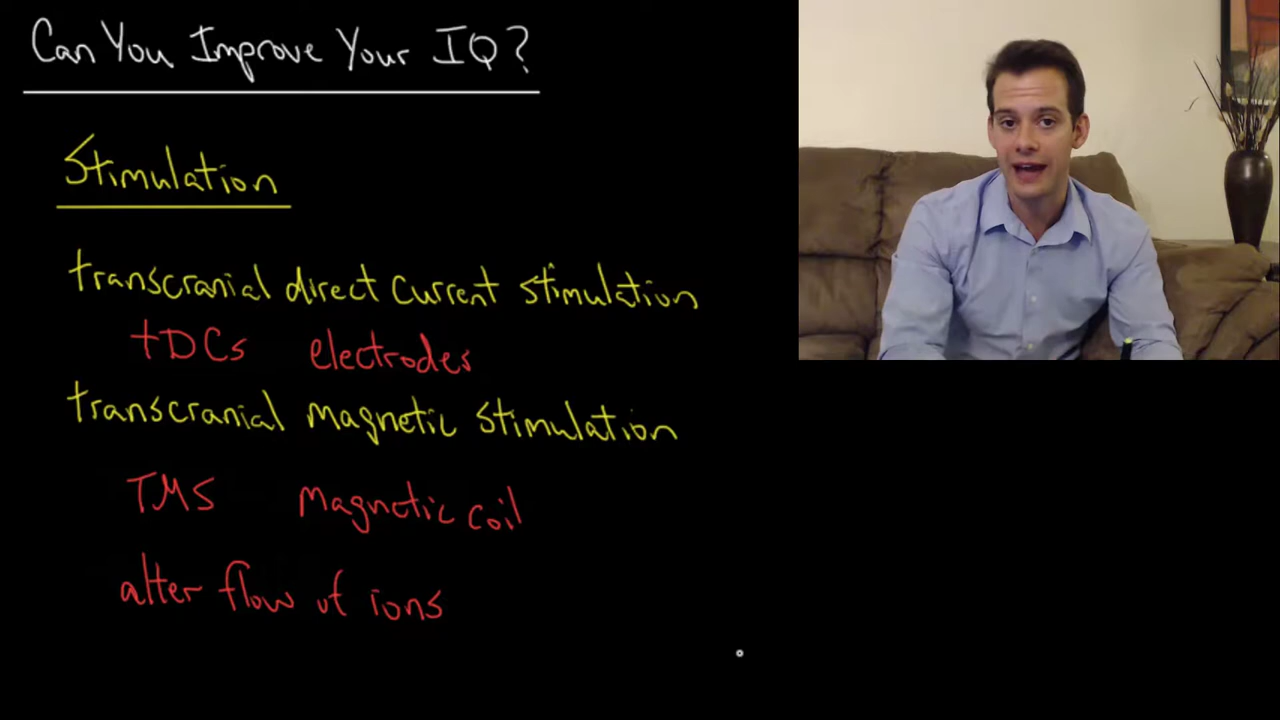 Can You Improve Your IQ?
Stimulation
transcranial direct current stimulation
tDCs electrodes
transcranial magnetic stimulation
TMS magnetic coil
alter flow of ions